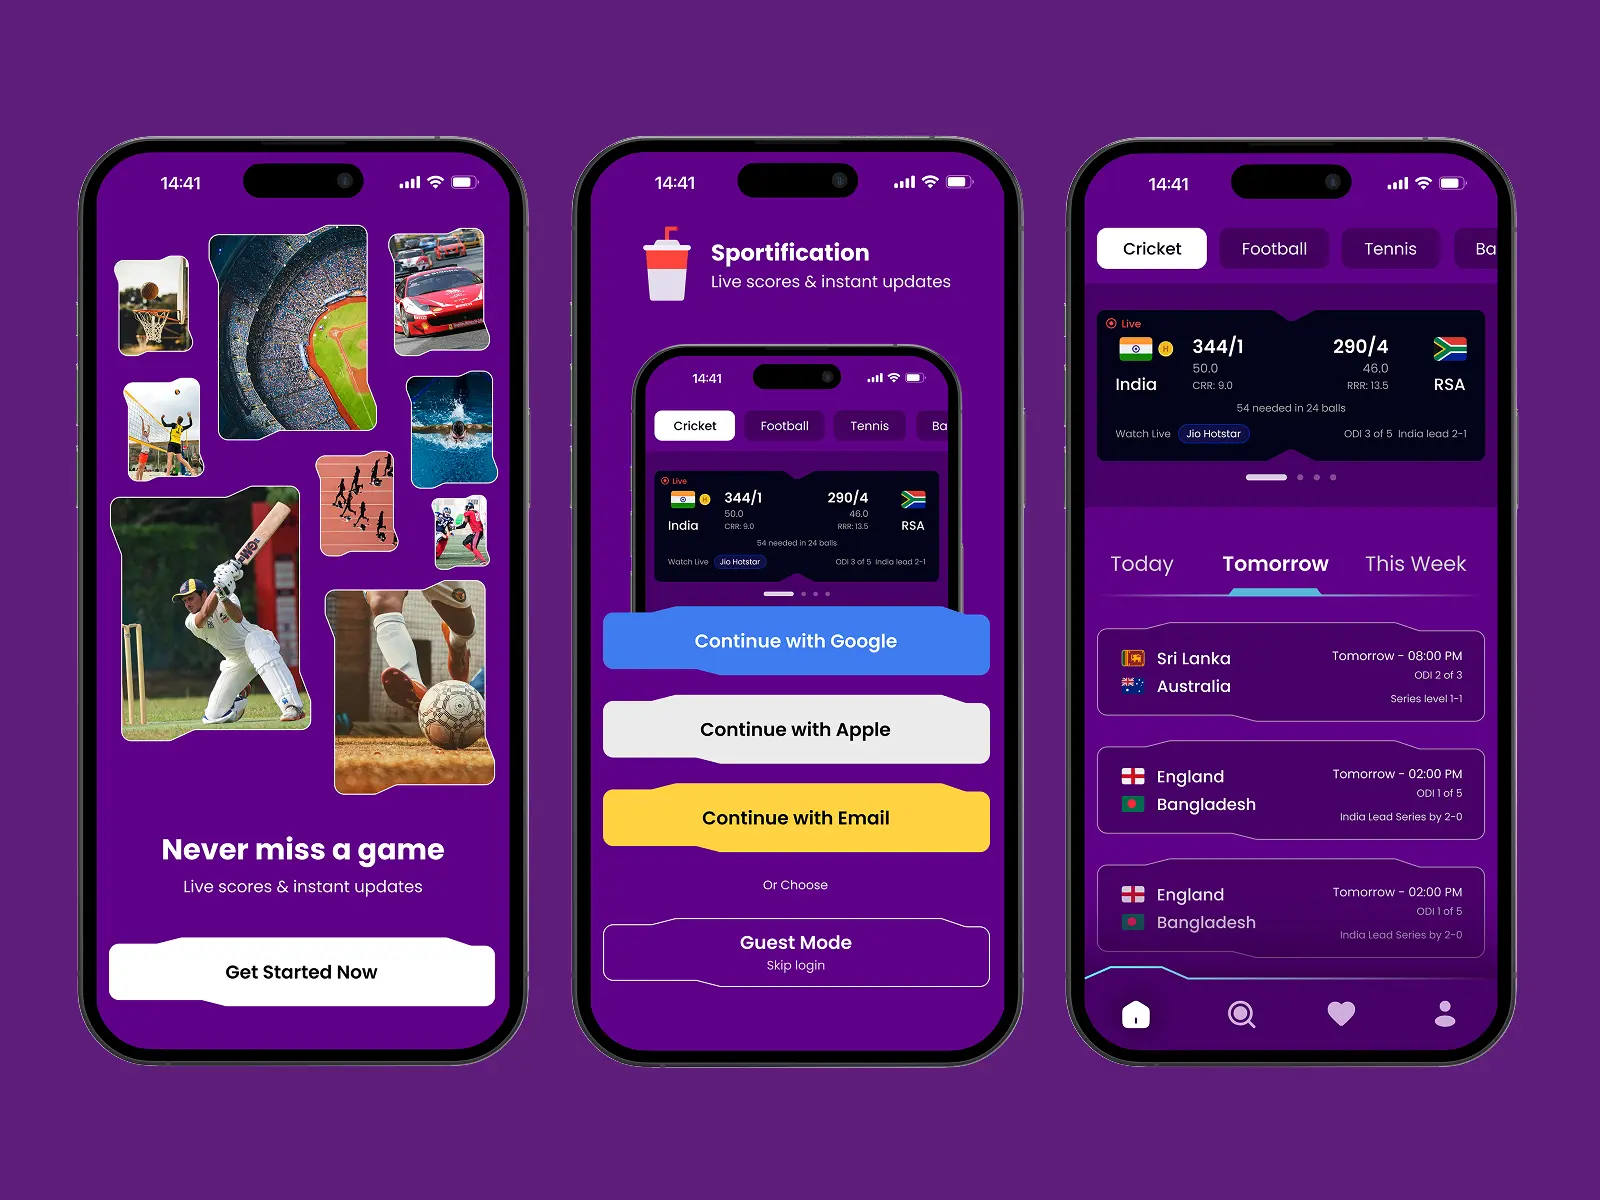 14:41
Never miss a game
Live scores & instant updates
Get Started Now
14:41
Sportification
Live scores & instant updates
14:41
Cricket Football Tennis Ba
Live
344/1 290/4
50.0 46.0
India CRR: 9.0 RRR: 13.5 RSA
54 needed in 24 balls
Watch Live Jio Hotstar ODI 3 of 5 India lead 2-1
Continue with Google
Continue with Apple
Continue with Email
Or Choose
Guest Mode
Skip login
14:41
Cricket Football Tennis Ba
Live
H 344/1 290/4
50.0 46.0
India CRR: 9.0 RRR: 13.5 RSA
54 needed in 24 balls
Watch Live Jio Hotstar ODI 3 of 5 India lead 2-1
Today Tomorrow This Week
Sri Lanka Tomorrow - 08:00 PM
ODI 2 of 3
Australia
Series level 1-1
England Tomorrow - 02:00 PM
ODI 1 of 5
Bangladesh
India Lead Series by 2-0
England Tomorrow - 02:00 PM
ODI 1 of 5
Bangladesh
India Lead Series by 2-0